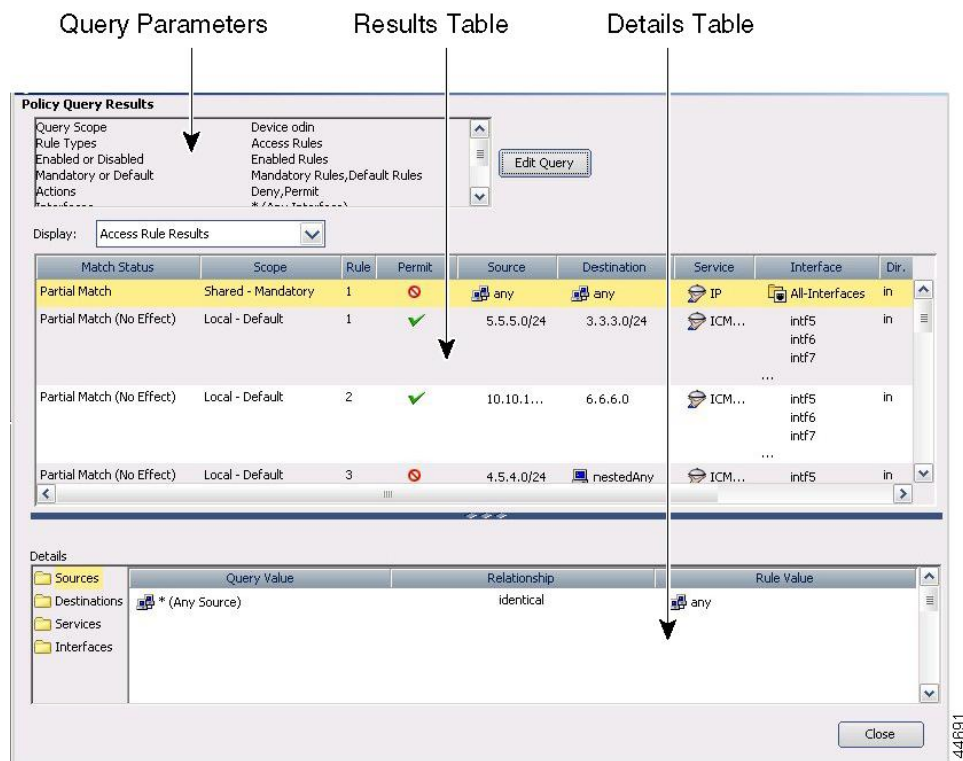 Query Parameters Results Table Details Table
Policy Query Results
Query Scope Device odin
Rule Types Access Rules
Enabled or Disabled Enabled Rules
Mandatory or Default Mandatory Rules,Default Rules
Actions Deny,Permit
Interfaces * (Any Interface)
Edit Query
Display: Access Rule Results
Match Status Scope Rule Permit Source Destination Service Interface Dir.
Partial Match Shared - Mandatory 1 any any IP All-Interfaces in
Partial Match (No Effect) Local - Default 1 5.5.5.0/24 3.3.3.0/24 ICM... intf5 in
intf6
intf7
...
Partial Match (No Effect) Local - Default 2 10.10.1... 6.6.6.0 ICM... intf5 in
intf6
intf7
...
Partial Match (No Effect) Local - Default 3 4.5.4.0/24 nestedAny ICM... intf5 in
Details
Sources Query Value Relationship Rule Value
Destinations * (Any Source) identical any
Services
Interfaces
Close
44691